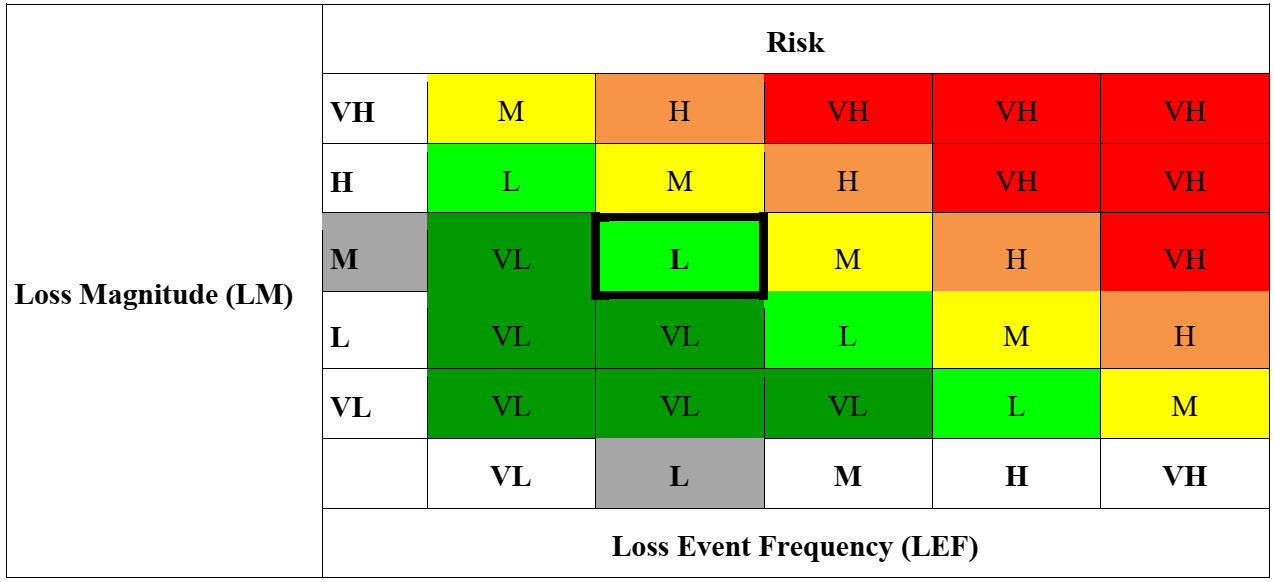 Risk
VH M H VH VH VH
H L M H VH VH
Loss Magnitude (LM) M VL L M H VH
L VL VL L M H
VL VL VL VL L M
VL L M H VH
Loss Event Frequency (LEF)